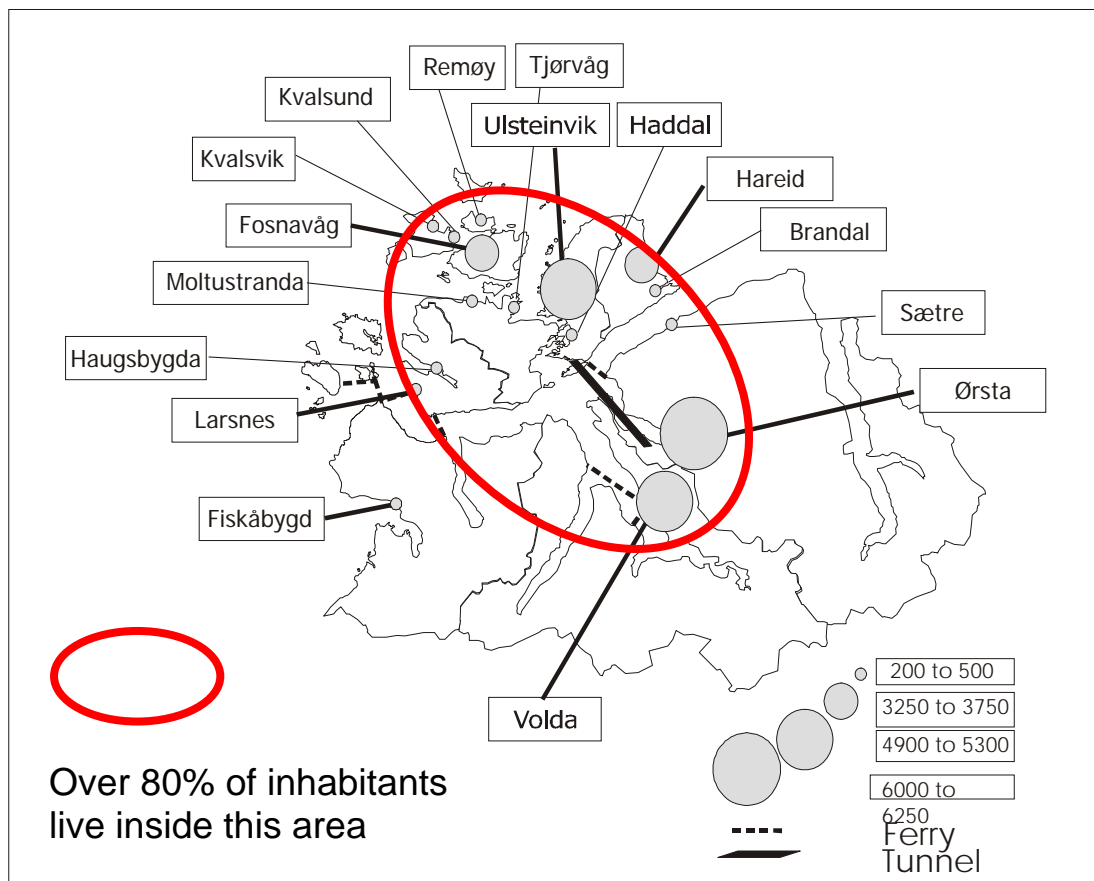 Remøy
Tjørvåg
Kvalsund
Ulsteinvik
Haddal
Kvalsvik
Hareid
Fosnavåg
Brandal
Moltustranda
Sætre
Haugsbygda
Ørsta
Larsnes
Fiskåbygd
Volda
200 to 500
3250 to 3750
4900 to 5300
6000 to
6250
Ferry
Tunnel
Over 80% of inhabitants
live inside this area